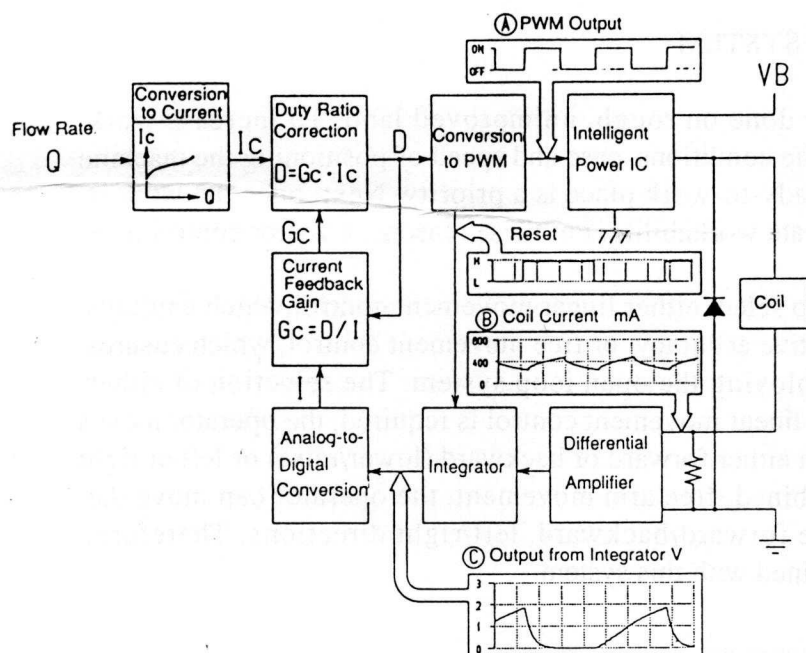 Ⓐ PWM Output
ON
OFF
VB
Conversion
to Current
Ic
Q
Flow Rate
Q
Ic
Duty Ratio
Correction
D=Gc·Ic
D
Conversion
to PWM
Intelligent
Power IC
Gc
Reset
H
L
Current
Feedback
Gain
Gc=D/I
Ⓑ Coil Current mA
800
400
0
Coil
I
Analog-to-
Digital
Conversion
Integrator
Differential
Amplifier
Ⓒ Output from Integrator V
3
2
1
0